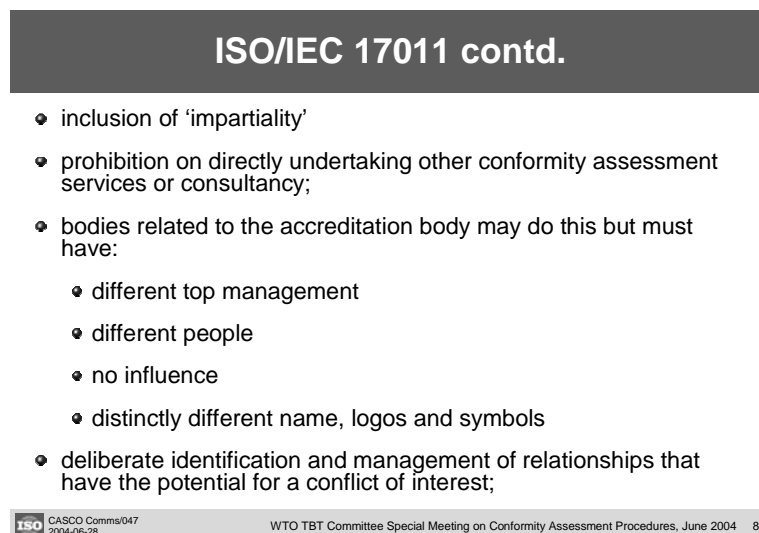 ISO/IEC 17011 contd.
inclusion of ‘impartiality’
prohibition on directly undertaking other conformity assessment
services or consultancy;
bodies related to the accreditation body may do this but must
have:
different top management
different people
no influence
distinctly different name, logos and symbols
deliberate identification and management of relationships that
have the potential for a conflict of interest;
ISO
CASCO Comms/047
2004-06-28
WTO TBT Committee Special Meeting on Conformity Assessment Procedures, June 2004 8